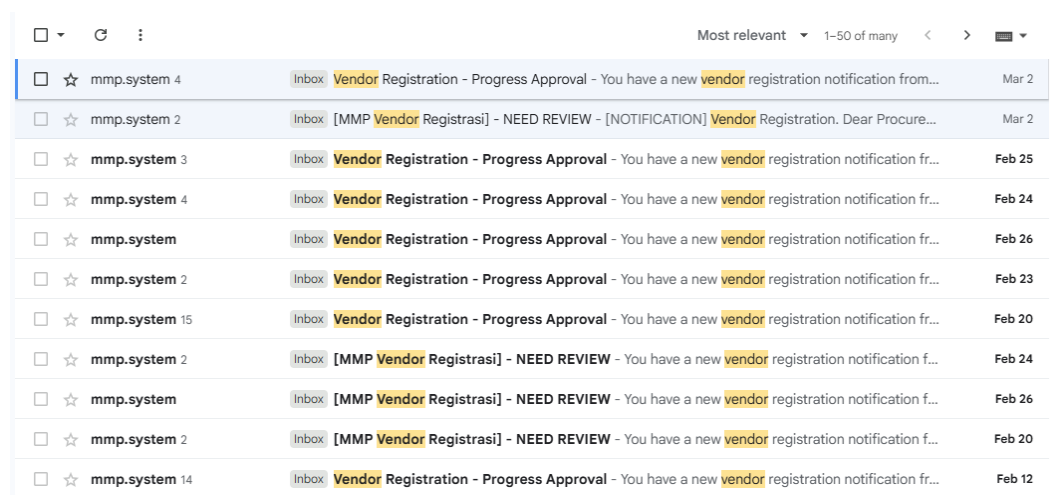 Most relevant 1–50 of many
mmp.system 4 Inbox Vendor Registration - Progress Approval - You have a new vendor registration notification from... Mar 2
mmp.system 2 Inbox [MMP Vendor Registrasi] - NEED REVIEW - [NOTIFICATION] Vendor Registration. Dear Procure... Mar 2
mmp.system 3 Inbox Vendor Registration - Progress Approval - You have a new vendor registration notification fr... Feb 25
mmp.system 4 Inbox Vendor Registration - Progress Approval - You have a new vendor registration notification fr... Feb 24
mmp.system Inbox Vendor Registration - Progress Approval - You have a new vendor registration notification fr... Feb 26
mmp.system 2 Inbox Vendor Registration - Progress Approval - You have a new vendor registration notification fr... Feb 23
mmp.system 15 Inbox Vendor Registration - Progress Approval - You have a new vendor registration notification fr... Feb 20
mmp.system 2 Inbox [MMP Vendor Registrasi] - NEED REVIEW - You have a new vendor registration notification f... Feb 24
mmp.system Inbox [MMP Vendor Registrasi] - NEED REVIEW - You have a new vendor registration notification f... Feb 26
mmp.system 2 Inbox [MMP Vendor Registrasi] - NEED REVIEW - You have a new vendor registration notification f... Feb 20
mmp.system 14 Inbox Vendor Registration - Progress Approval - You have a new vendor registration notification fr... Feb 12